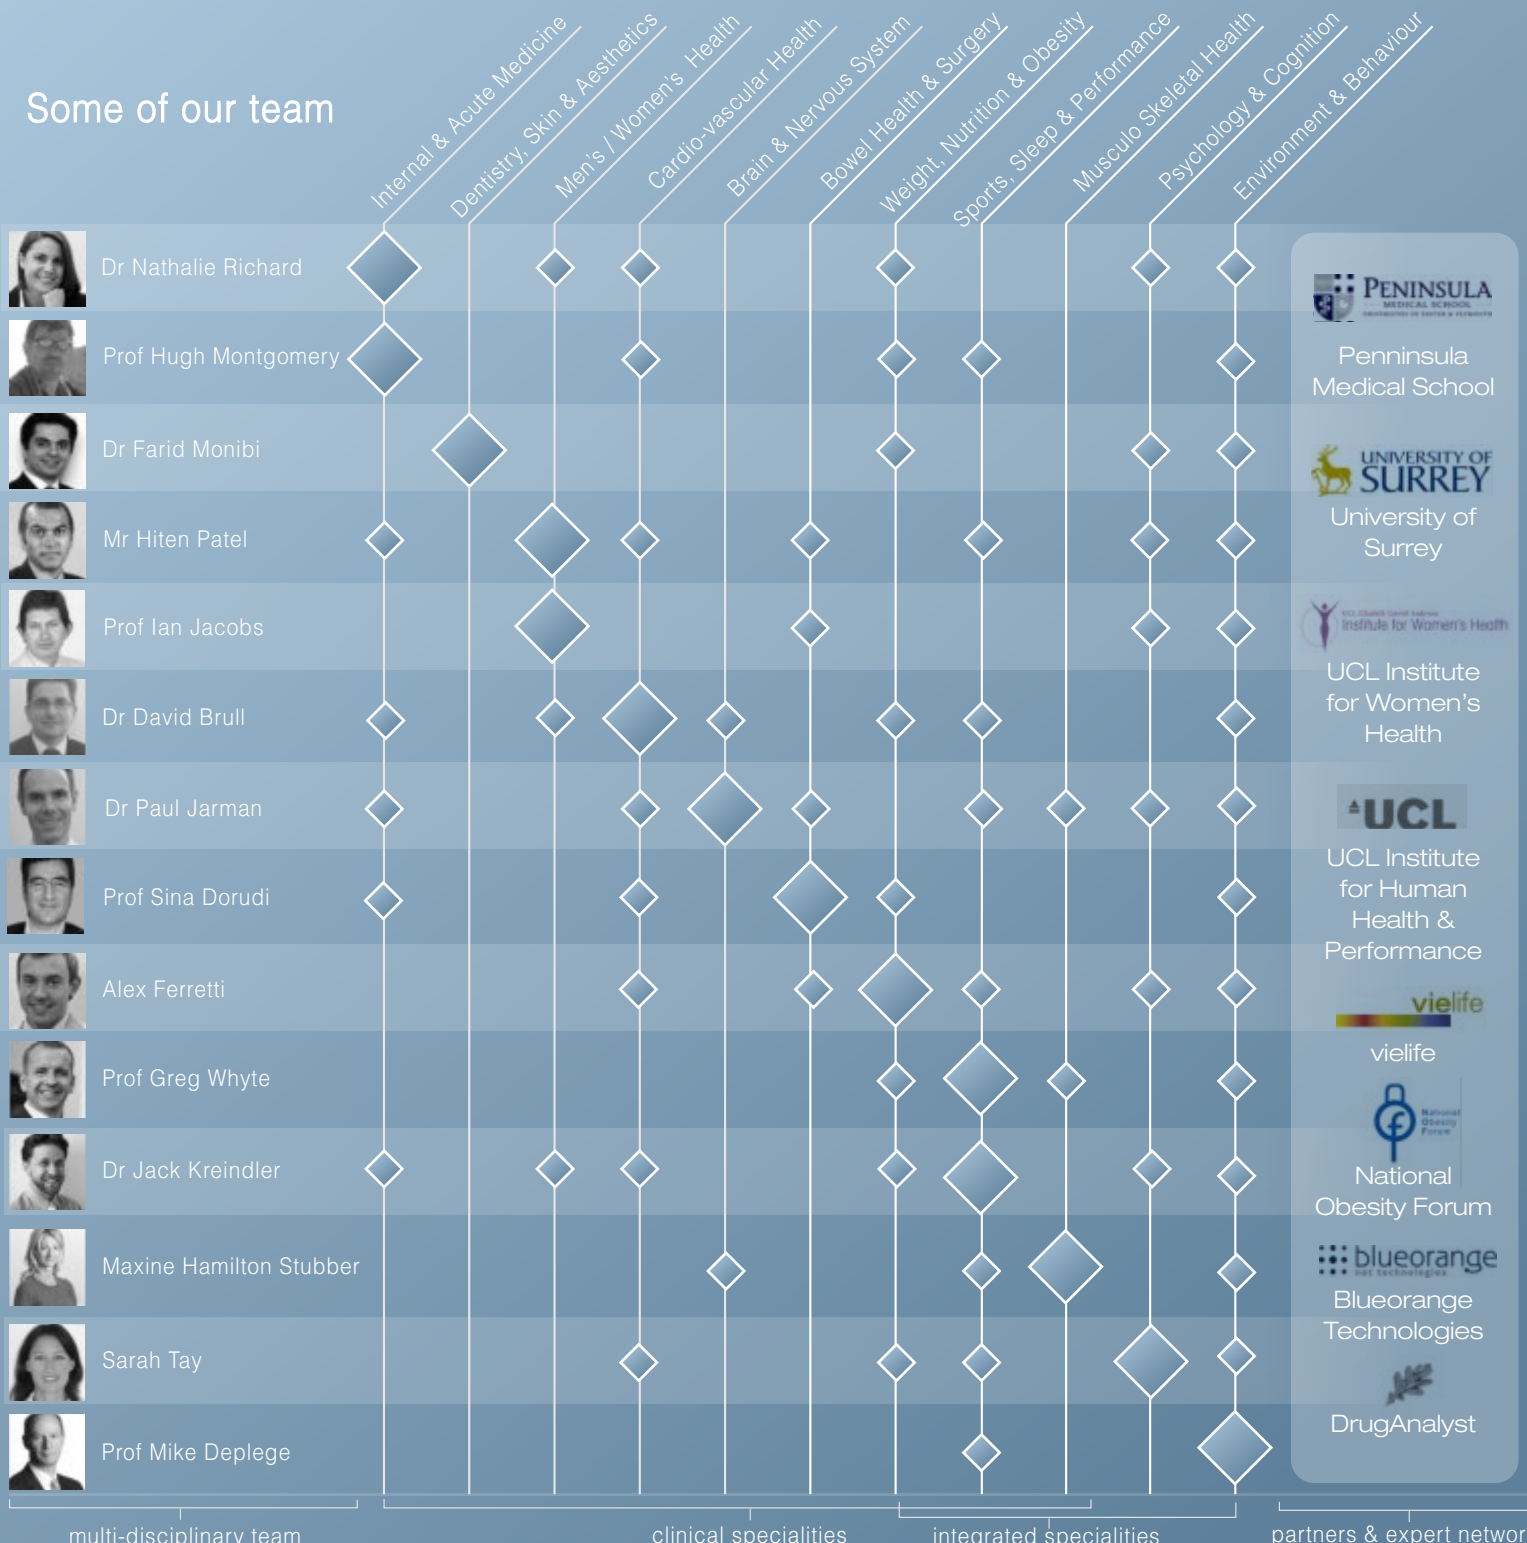 Some of our team
Internal & Acute Medicine
Dentistry, Skin & Aesthetics
Men's / Women's Health
Cardio-vascular Health
Brain & Nervous System
Bowel Health & Surgery
Weight, Nutrition & Obesity
Sports, Sleep & Performance
Musculo Skeletal Health
Psychology & Cognition
Environment & Behaviour
Dr Nathalie Richard
Prof Hugh Montgomery
Dr Farid Monibi
Mr Hiten Patel
Prof Ian Jacobs
Dr David Brull
Dr Paul Jarman
Prof Sina Dorudi
Alex Ferretti
Prof Greg Whyte
Dr Jack Kreindler
Maxine Hamilton Stubber
Sarah Tay
Prof Mike Deplege
PENINSULA
MEDICAL SCHOOL
Penninsula
Medical School
UNIVERSITY OF
SURREY
University of
Surrey
Institute for Women's Health
UCL Institute
for Women's
Health
UCL
UCL Institute
for Human
Health &
Performance
vielife
vielife
National
Obesity
Forum
National
Obesity Forum
blueorange
net technologies
Blueorange
Technologies
DrugAnalyst
multi-disciplinary team
clinical specialities
integrated specialities
partners & expert networ